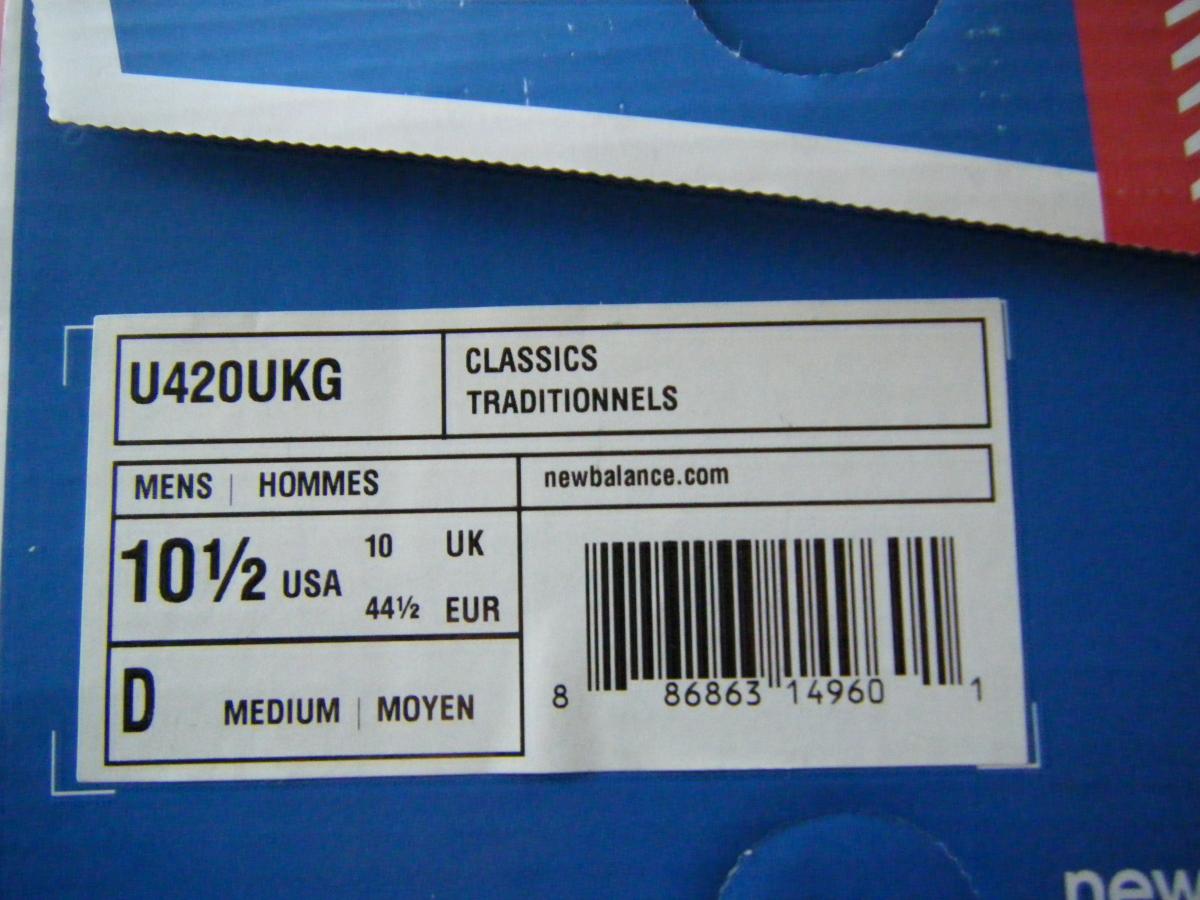 U420UKG
CLASSICS
TRADITIONNELS
MENS | HOMMES
newbalance.com
10½ USA
10 UK
44½ EUR
D MEDIUM | MOYEN
8 86863 14960 1
new